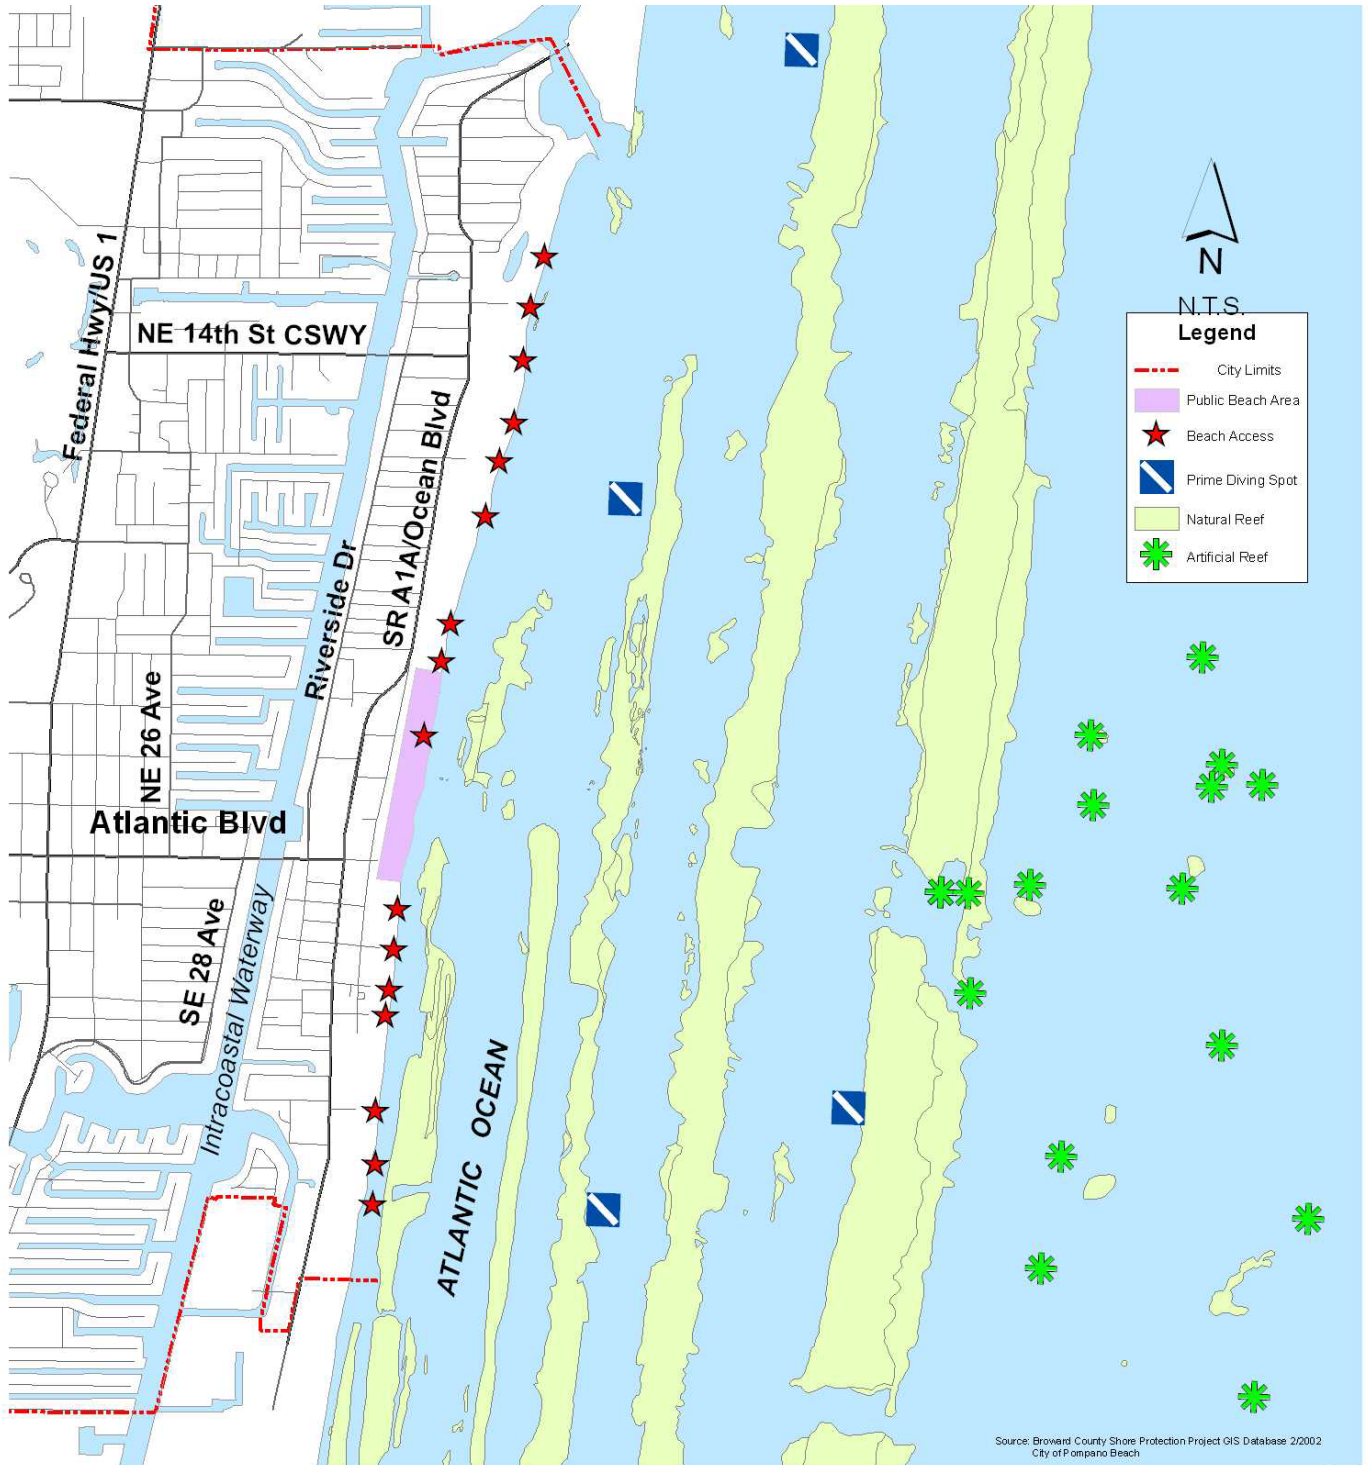 N
N.T.S.
Legend
City Limits
Public Beach Area
Beach Access
Prime Diving Spot
Natural Reef
Artificial Reef
Federal Hwy/US 1
NE 14th St CSWY
SR A1A/Ocean Blvd
Riverside Dr
NE 26 Ave
Atlantic Blvd
SE 28 Ave
Intracoastal Waterway
ATLANTIC OCEAN
Source: Broward County Shore Protection Project GIS Database 2/2002
City of Pompano Beach